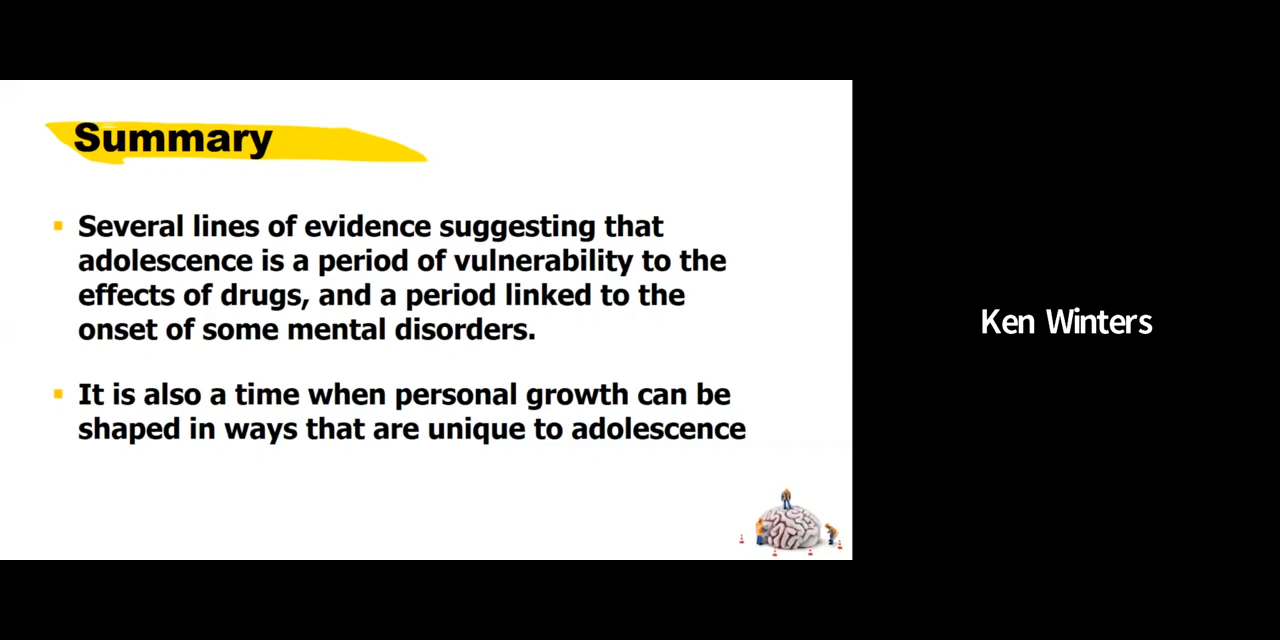 Summary
Several lines of evidence suggesting that
adolescence is a period of vulnerability to the
effects of drugs, and a period linked to the
onset of some mental disorders.
It is also a time when personal growth can be
shaped in ways that are unique to adolescence
Ken Winters